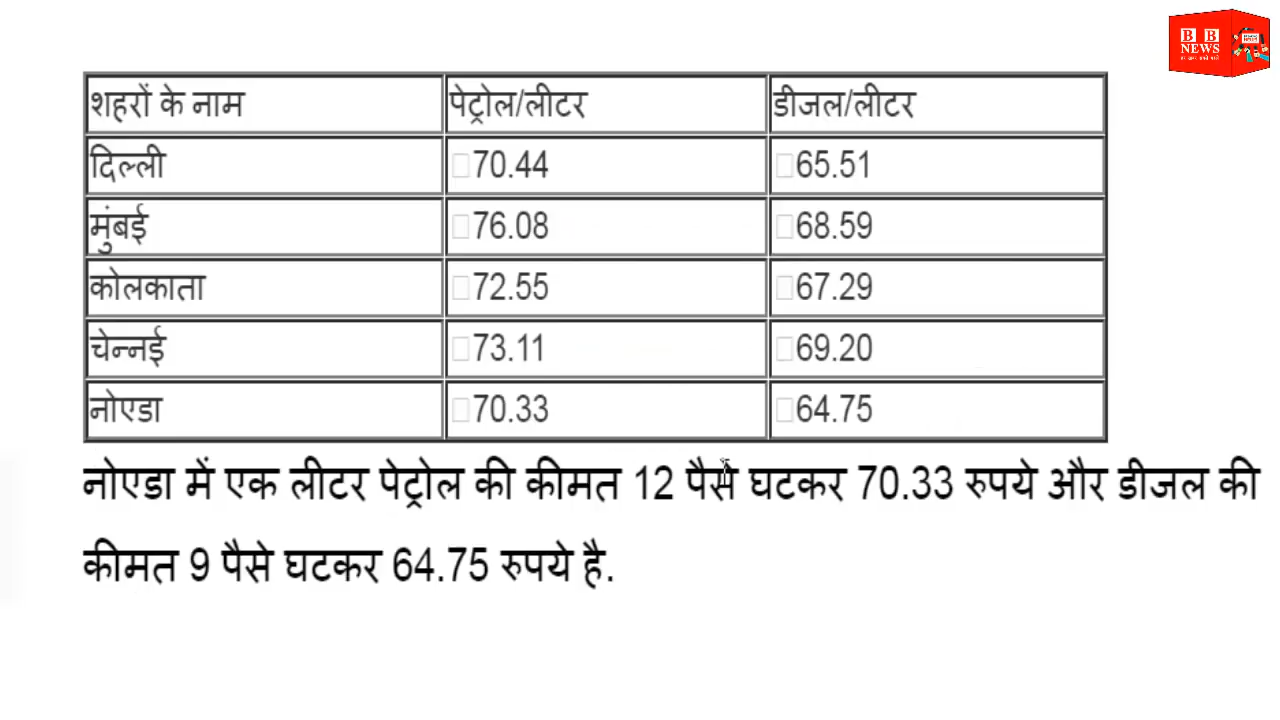 B B
NEWS
शहरों के नाम पेट्रोल/लीटर डीजल/लीटर
दिल्ली 70.44 65.51
मुंबई 76.08 68.59
कोलकाता 72.55 67.29
चेन्नई 73.11 69.20
नोएडा 70.33 64.75
नोएडा में एक लीटर पेट्रोल की कीमत 12 पैसे घटकर 70.33 रुपये और डीजल की
कीमत 9 पैसे घटकर 64.75 रुपये है.